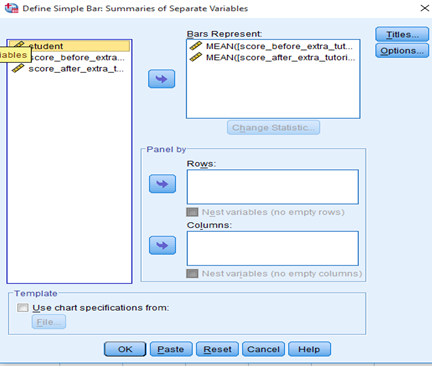 Define Simple Bar: Summaries of Separate Variables
student
score_before_extra...
score_after_extra_t...
iables
Bars Represent:
MEAN([score_before_extra_tut...
MEAN([score_after_extra_tutori...
Change Statistic...
Titles...
Options...
Panel by
Rows:
Nest variables (no empty rows)
Columns:
Nest variables (no empty columns)
Template
Use chart specifications from:
File...
OK Paste Reset Cancel Help